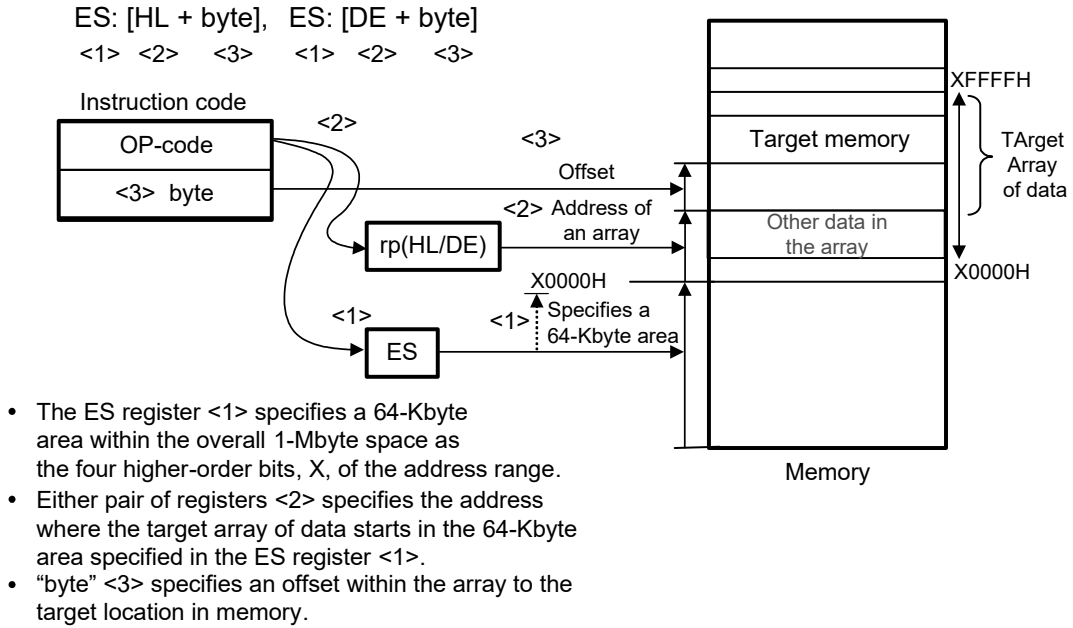 ES: [HL + byte], ES: [DE + byte]
<1> <2> <3> <1> <2> <3>
Instruction code
OP-code
<3> byte
<2>
<3>
Offset
<2> Address of
an array
rp(HL/DE)
X0000H
<1>
Specifies a
64-Kbyte area
<1>
ES
XFFFFH
Target memory
TArget
Array
of data
Other data in
the array
X0000H
Memory
• The ES register <1> specifies a 64-Kbyte
area within the overall 1-Mbyte space as
the four higher-order bits, X, of the address range.
• Either pair of registers <2> specifies the address
where the target array of data starts in the 64-Kbyte
area specified in the ES register <1>.
• “byte” <3> specifies an offset within the array to the
target location in memory.